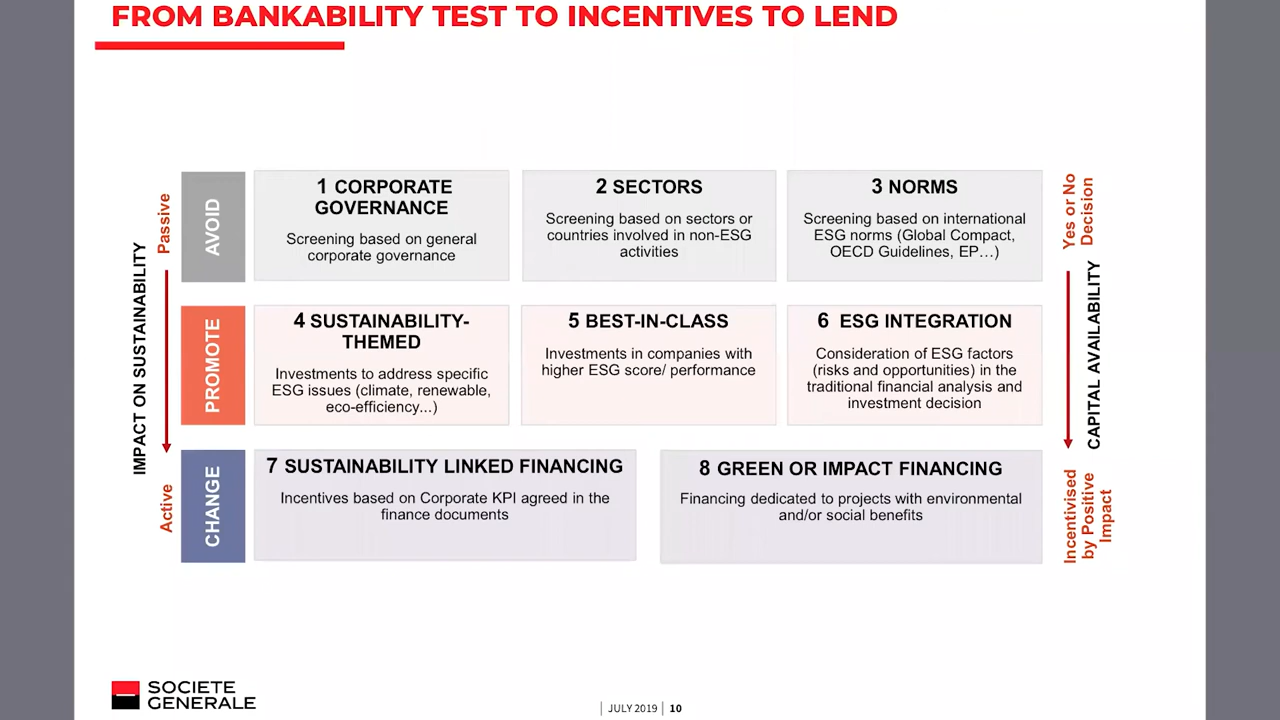 FROM BANKABILITY TEST TO INCENTIVES TO LEND
IMPACT ON SUSTAINABILITY
Passive
Active
AVOID
1 CORPORATE
GOVERNANCE
Screening based on general
corporate governance
2 SECTORS
Screening based on sectors or
countries involved in non-ESG
activities
3 NORMS
Screening based on international
ESG norms (Global Compact,
OECD Guidelines, EP…)
PROMOTE
4 SUSTAINABILITY-
THEMED
Investments to address specific
ESG issues (climate, renewable,
eco-efficiency...)
5 BEST-IN-CLASS
Investments in companies with
higher ESG score/ performance
6 ESG INTEGRATION
Consideration of ESG factors
(risks and opportunities) in the
traditional financial analysis and
investment decision
CHANGE
7 SUSTAINABILITY LINKED FINANCING
Incentives based on Corporate KPI agreed in the
finance documents
8 GREEN OR IMPACT FINANCING
Financing dedicated to projects with environmental
and/or social benefits
Yes or No
Decision
CAPITAL AVAILABILITY
Incentivised
by Positive
Impact
SOCIETE
GENERALE
| JULY 2019 | 10